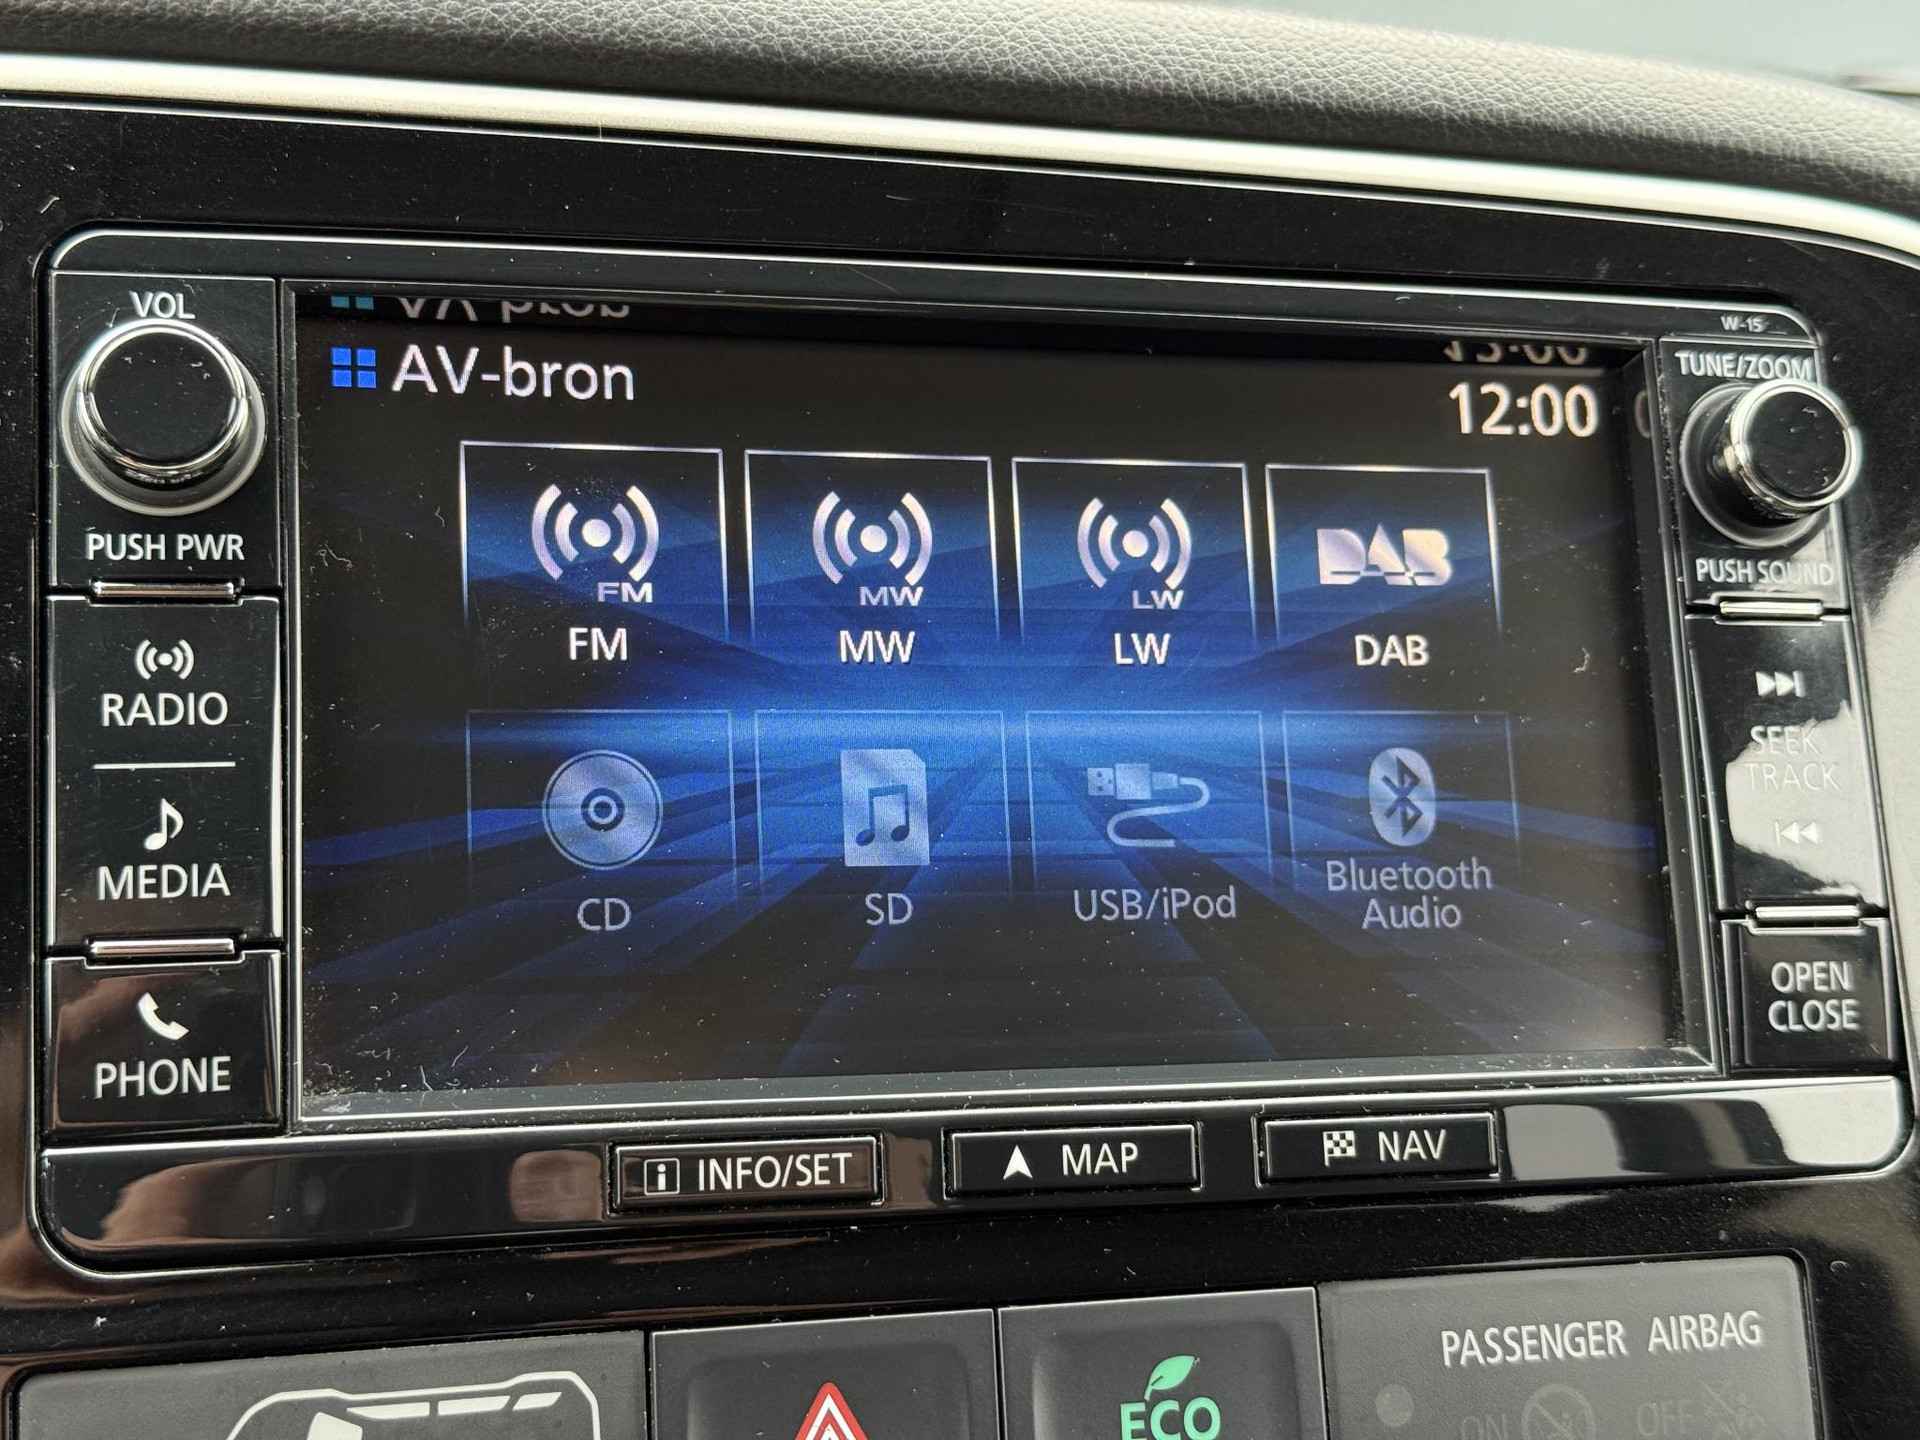 VOL
PUSH PWR
RADIO
MEDIA
PHONE
AV-bron
12:00
FM
FM
MW
MW
LW
LW
DAB
DAB
CD
SD
USB/iPod
Bluetooth
Audio
W-15
TUNE/ZOOM
PUSH SOUND
SEEK
TRACK
OPEN
CLOSE
i INFO/SET
MAP
NAV
ECO
PASSENGER AIRBAG
ON
OFF